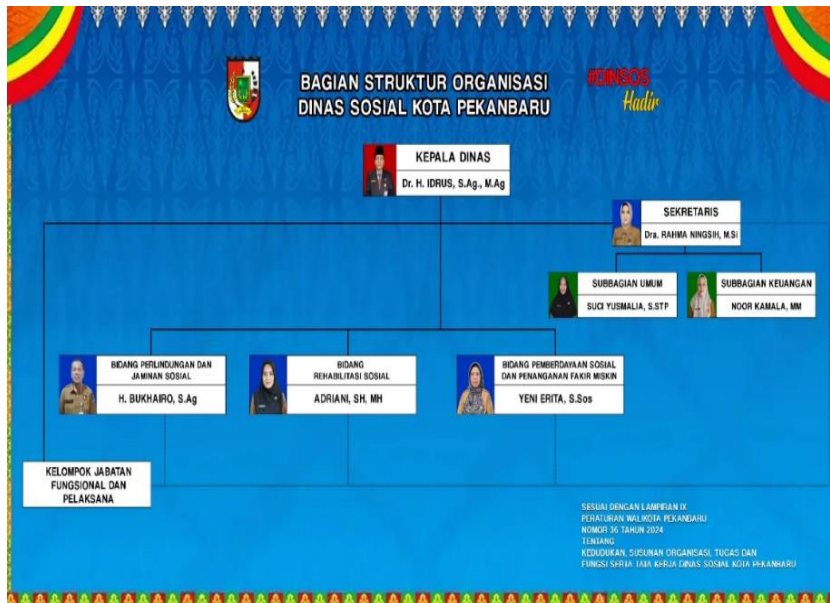 BAGIAN STRUKTUR ORGANISASI
DINAS SOSIAL KOTA PEKANBARU
#DINSOS
Hadir
KEPALA DINAS
Dr. H. IDRUS, S.Ag., M.Ag
SEKRETARIS
Dra. RAHMA NINGSIH, M.Si
SUBBAGIAN UMUM
SUCI YUSMALIA, S.STP
SUBBAGIAN KEUANGAN
NOOR KAMALA, MM
BIDANG PERLINDUNGAN DAN
JAMINAN SOSIAL
H. BUKHAIRO, S.Ag
BIDANG
REHABILITASI SOSIAL
ADRIANI, SH, MH
BIDANG PEMBERDAYAAN SOSIAL
DAN PENANGANAN FAKIR MISKIN
YENI ERITA, S.Sos
KELOMPOK JABATAN
FUNGSIONAL DAN
PELAKSANA
SESUAI DENGAN LAMPIRAN IX
PERATURAN WALIKOTA PEKANBARU
NOMOR 36 TAHUN 2024
TENTANG
KEDUDUKAN, SUSUNAN ORGANISASI, TUGAS DAN
FUNGSI SERTA TATA KERJA DINAS SOSIAL KOTA PEKANBARU